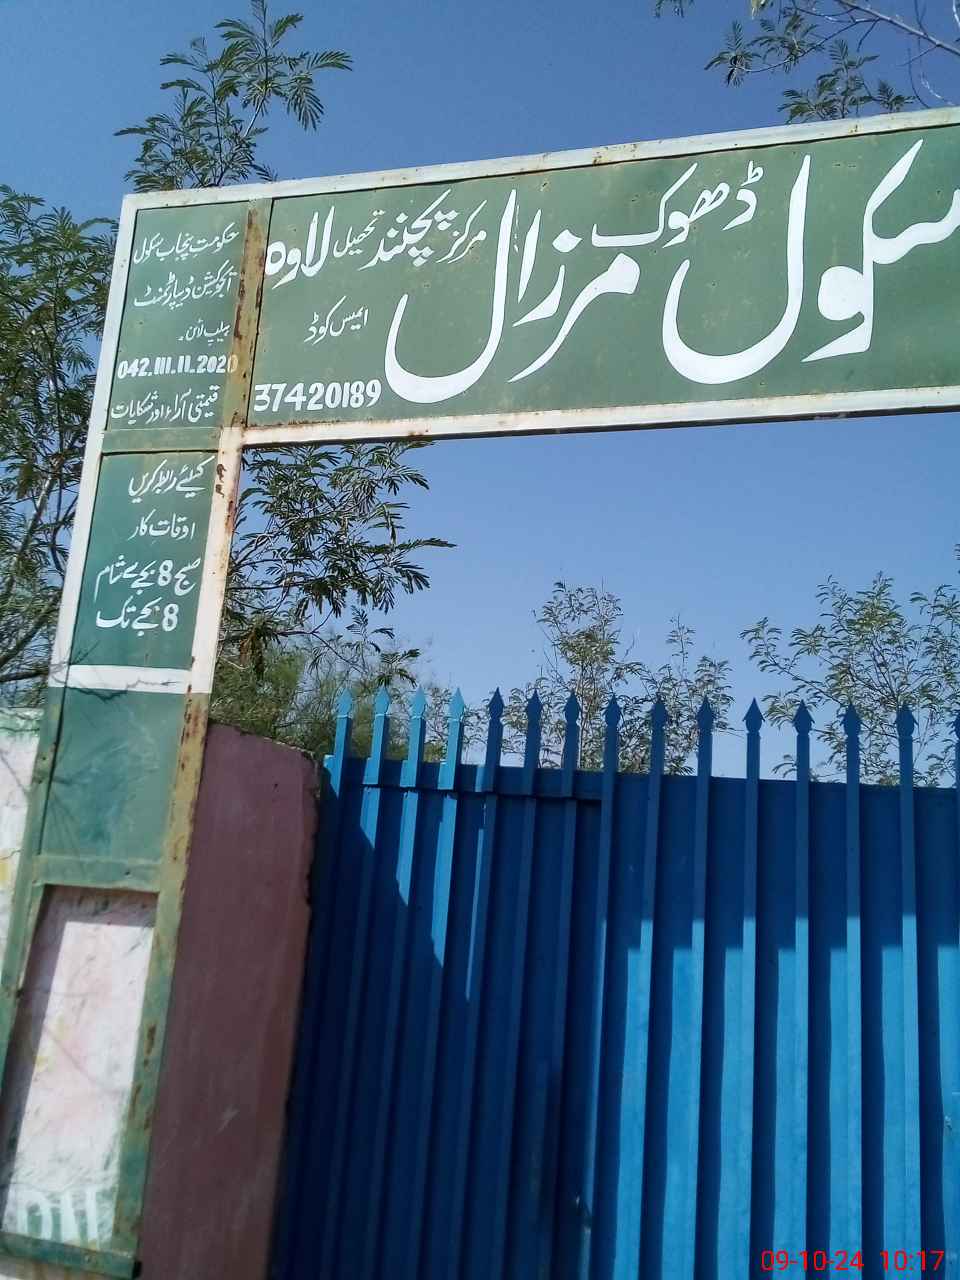 سکول ڈھوک مرزال مرکز پچنند تحصیل لاوہ
ایمیس کوڈ
37420189
حکومتِ پنجاب سکول
ایجوکیشن ڈیپارٹمنٹ
ہیلپ لائن۔
042.111.11.2020
قیمتی آراء اور شکایات
کیلئے رابطہ کریں
اوقات کار
صبح 8 بجے سے شام
8 بجے تک
09-10-24 10:17